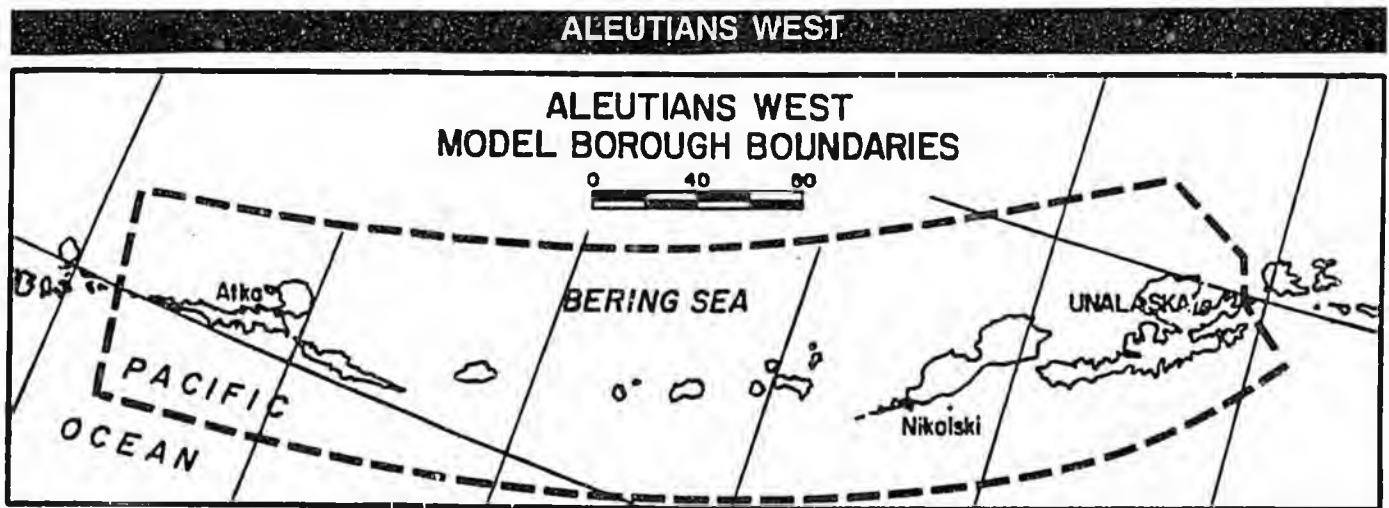 ALEUTIANS WEST
ALEUTIANS WEST
MODEL BOROUGH BOUNDARIES
0 40 80
Atka
BERING SEA
UNALASKA
PACIFIC
OCEAN
Nikolski